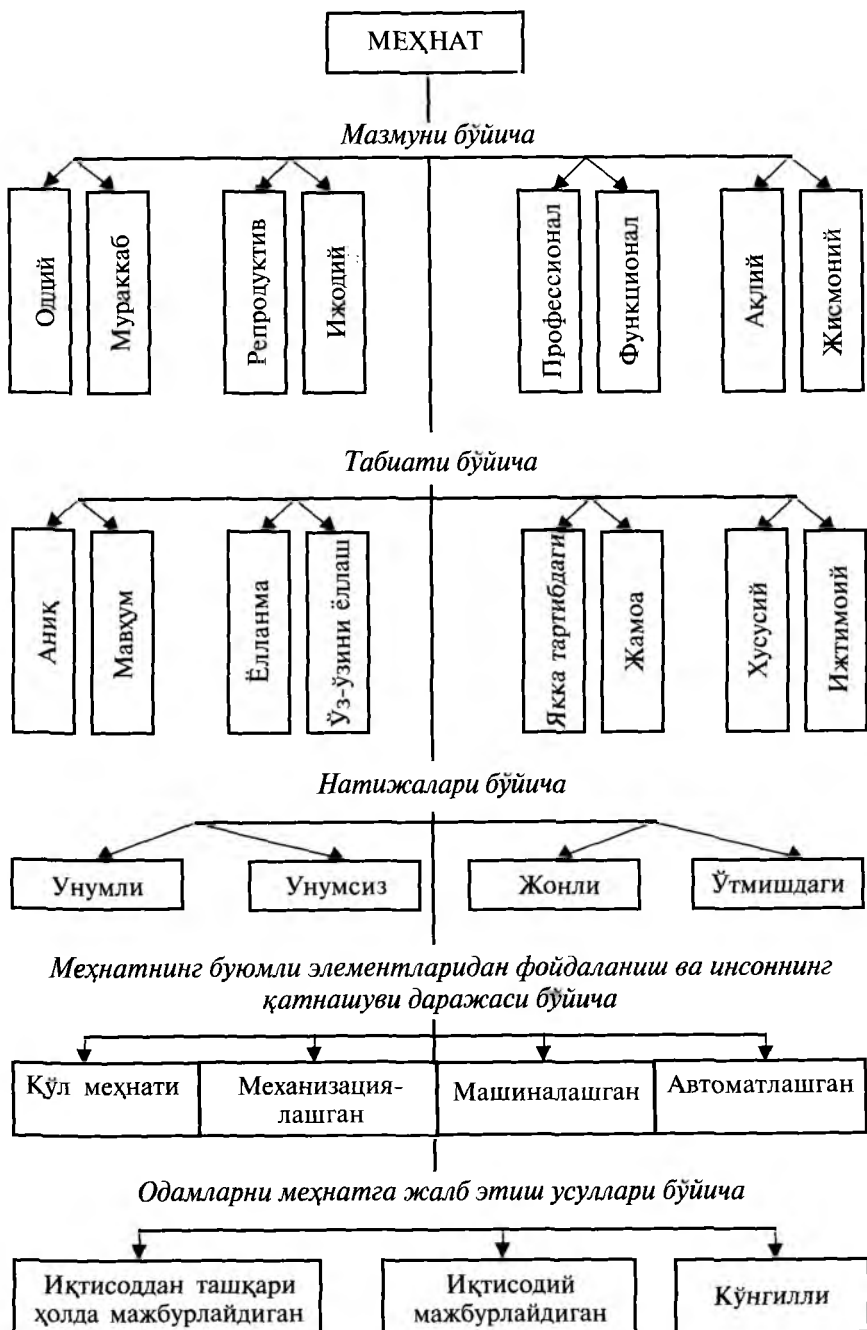 МЕҲНАТ
Мазмуни бўйича
Оддий
Мураккаб
Репродуктив
Ижодий
Профессионал
Функционал
Ақлий
Жисмоний
Табиати бўйича
Аниқ
Мавҳум
Ёлланма
Ўз-ўзини ёллаш
Якка тартибдаги
Жамоа
Хусусий
Ижтимоий
Натижалари бўйича
Унумли
Унумсиз
Жонли
Ўтмишдаги
Меҳнатнинг буюмли элементларидан фойдаланиш ва инсоннинг
қатнашуви даражаси бўйича
Қўл меҳнати
Механизация-
лашган
Машиналашган
Автоматлашган
Одамларни меҳнатга жалб этиш усуллари бўйича
Иқтисоддан ташқари
ҳолда мажбурлайдиган
Иқтисодий
мажбурлайдиган
Кўнгилли